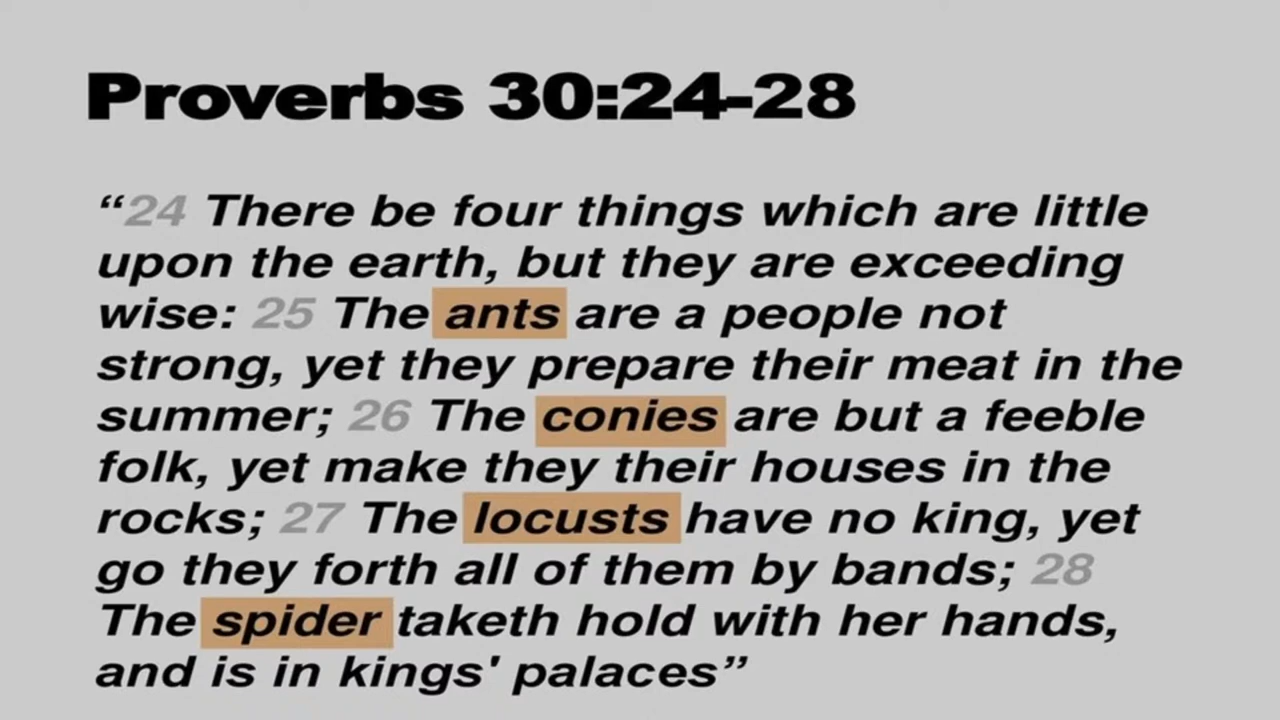 Proverbs 30:24-28
“24 There be four things which are little
upon the earth, but they are exceeding
wise: 25 The ants are a people not
strong, yet they prepare their meat in the
summer; 26 The conies are but a feeble
folk, yet make they their houses in the
rocks; 27 The locusts have no king, yet
go they forth all of them by bands; 28
The spider taketh hold with her hands,
and is in kings' palaces”